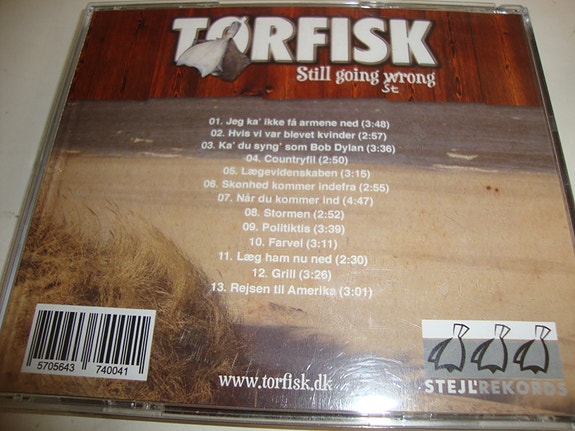 TØRFISK
Still going wrong
st
01. Jeg ka' ikke få armene ned (3:48)
02. Hvis vi var blevet kvinder (2:57)
03. Ka' du syng' som Bob Dylan (3:36)
04. Countryfil (2:50)
05. Lægevidenskaben (3:15)
06. Skønhed kommer indefra (2:55)
07. Når du kommer ind (4:47)
08. Stormen (2:52)
09. Politiktis (3:39)
10. Farvel (3:11)
11. Læg ham nu ned (2:30)
12. Grill (3:26)
13. Rejsen til Amerika (3:01)
5705643 740041
www.torfisk.dk
STEJL'REKORDS